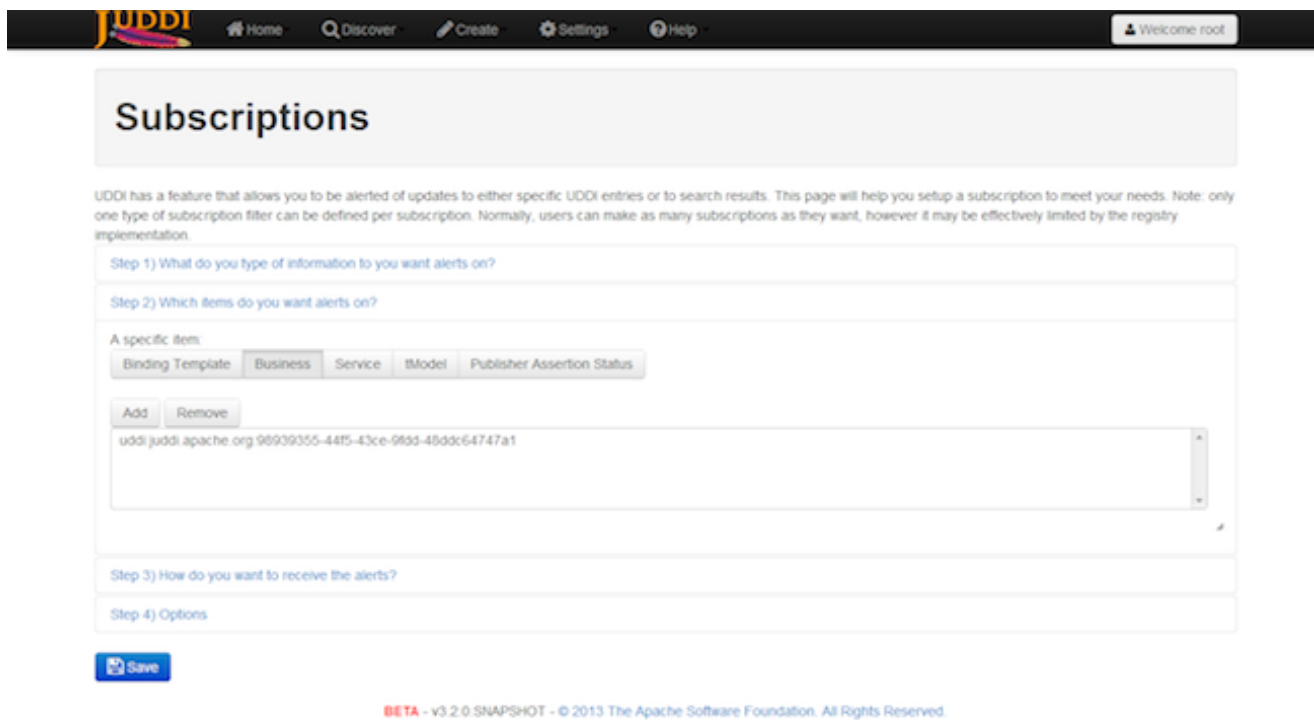 jUDDI Home Discover Create Settings Help Welcome root
Subscriptions
UDDI has a feature that allows you to be alerted of updates to either specific UDDI entries or to search results. This page will help you setup a subscription to meet your needs. Note: only
one type of subscription filter can be defined per subscription. Normally, users can make as many subscriptions as they want, however it may be effectively limited by the registry
implementation.
Step 1) What do you type of information to you want alerts on?
Step 2) Which items do you want alerts on?
A specific item:
Binding Template Business Service tModel Publisher Assertion Status
Add Remove
uddi:juddi.apache.org:98939355-44f5-43ce-9fdd-48ddc64747a1
Step 3) How do you want to receive the alerts?
Step 4) Options
Save
BETA - v3.2.0.SNAPSHOT - © 2013 The Apache Software Foundation. All Rights Reserved.